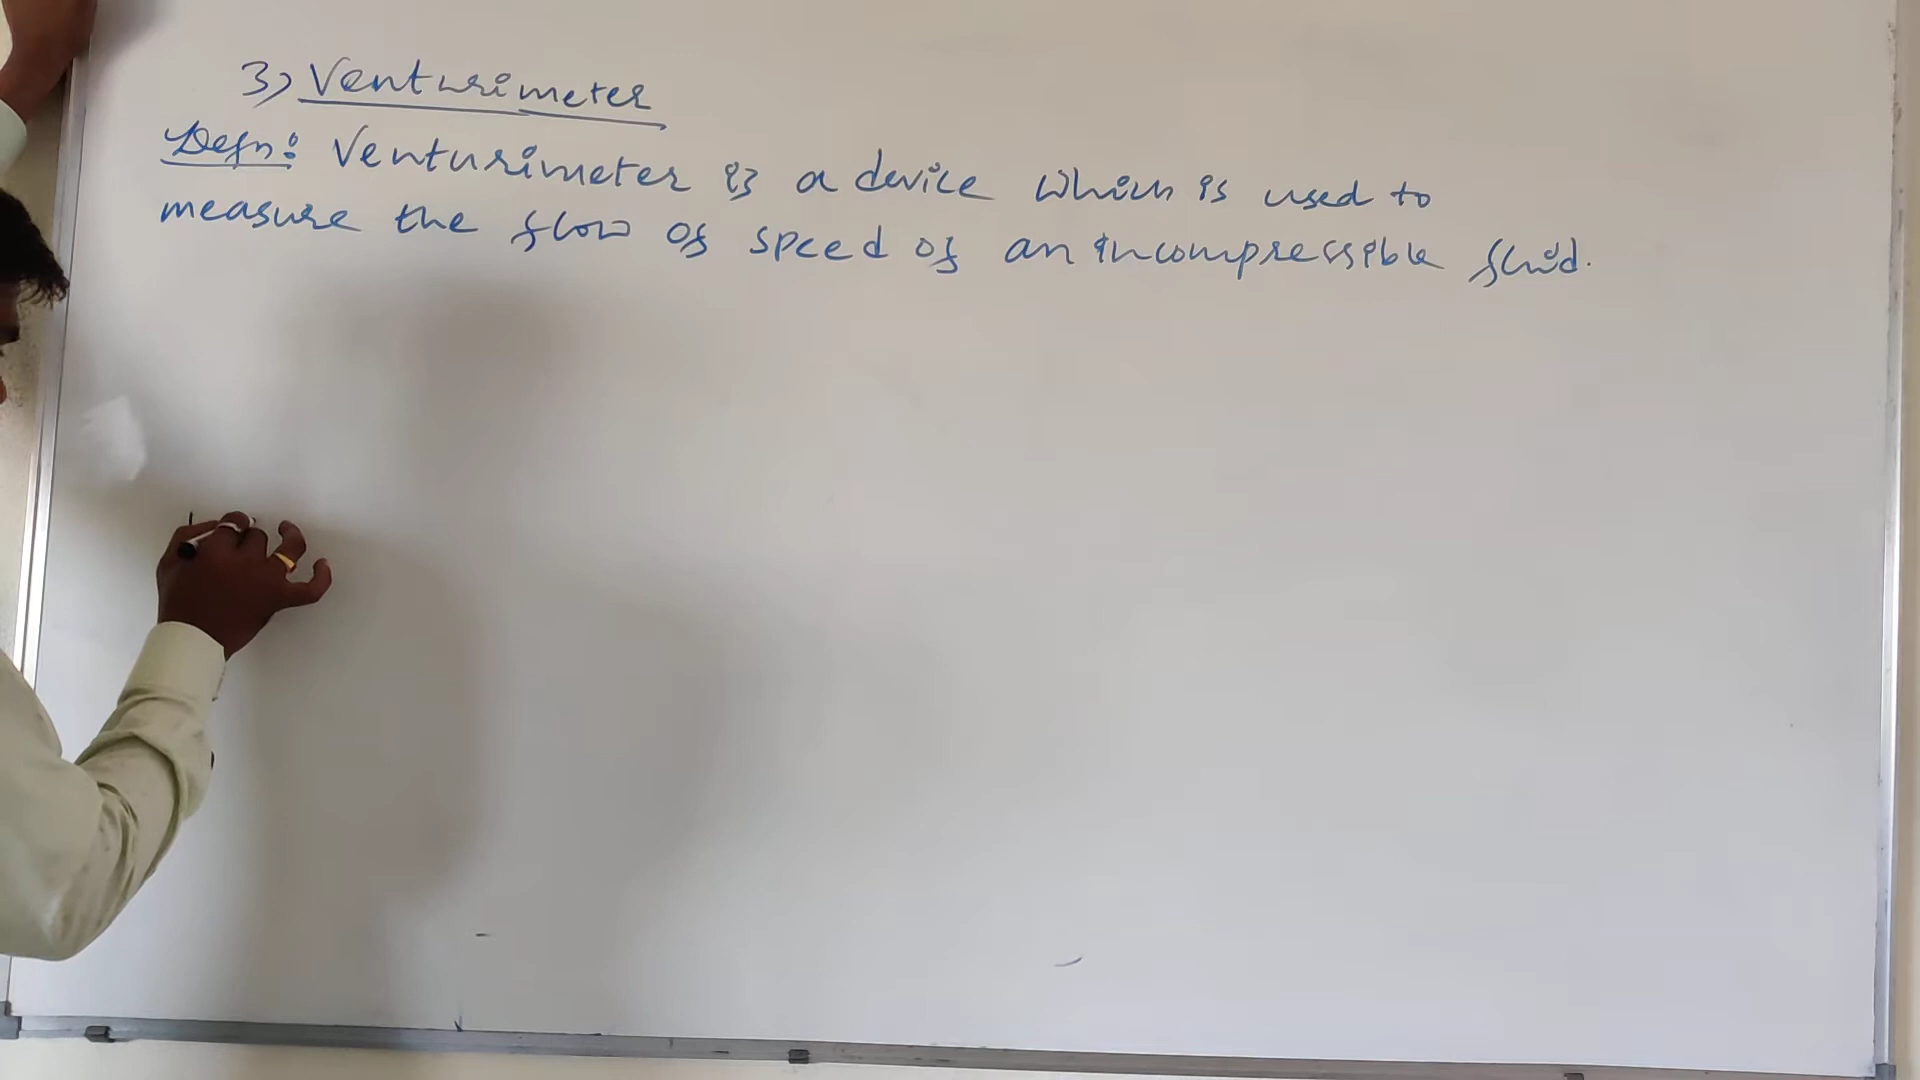 3) Venturimeter
Defn: Venturimeter is a device which is used to
measure the flow of speed of an incompressible fluid.